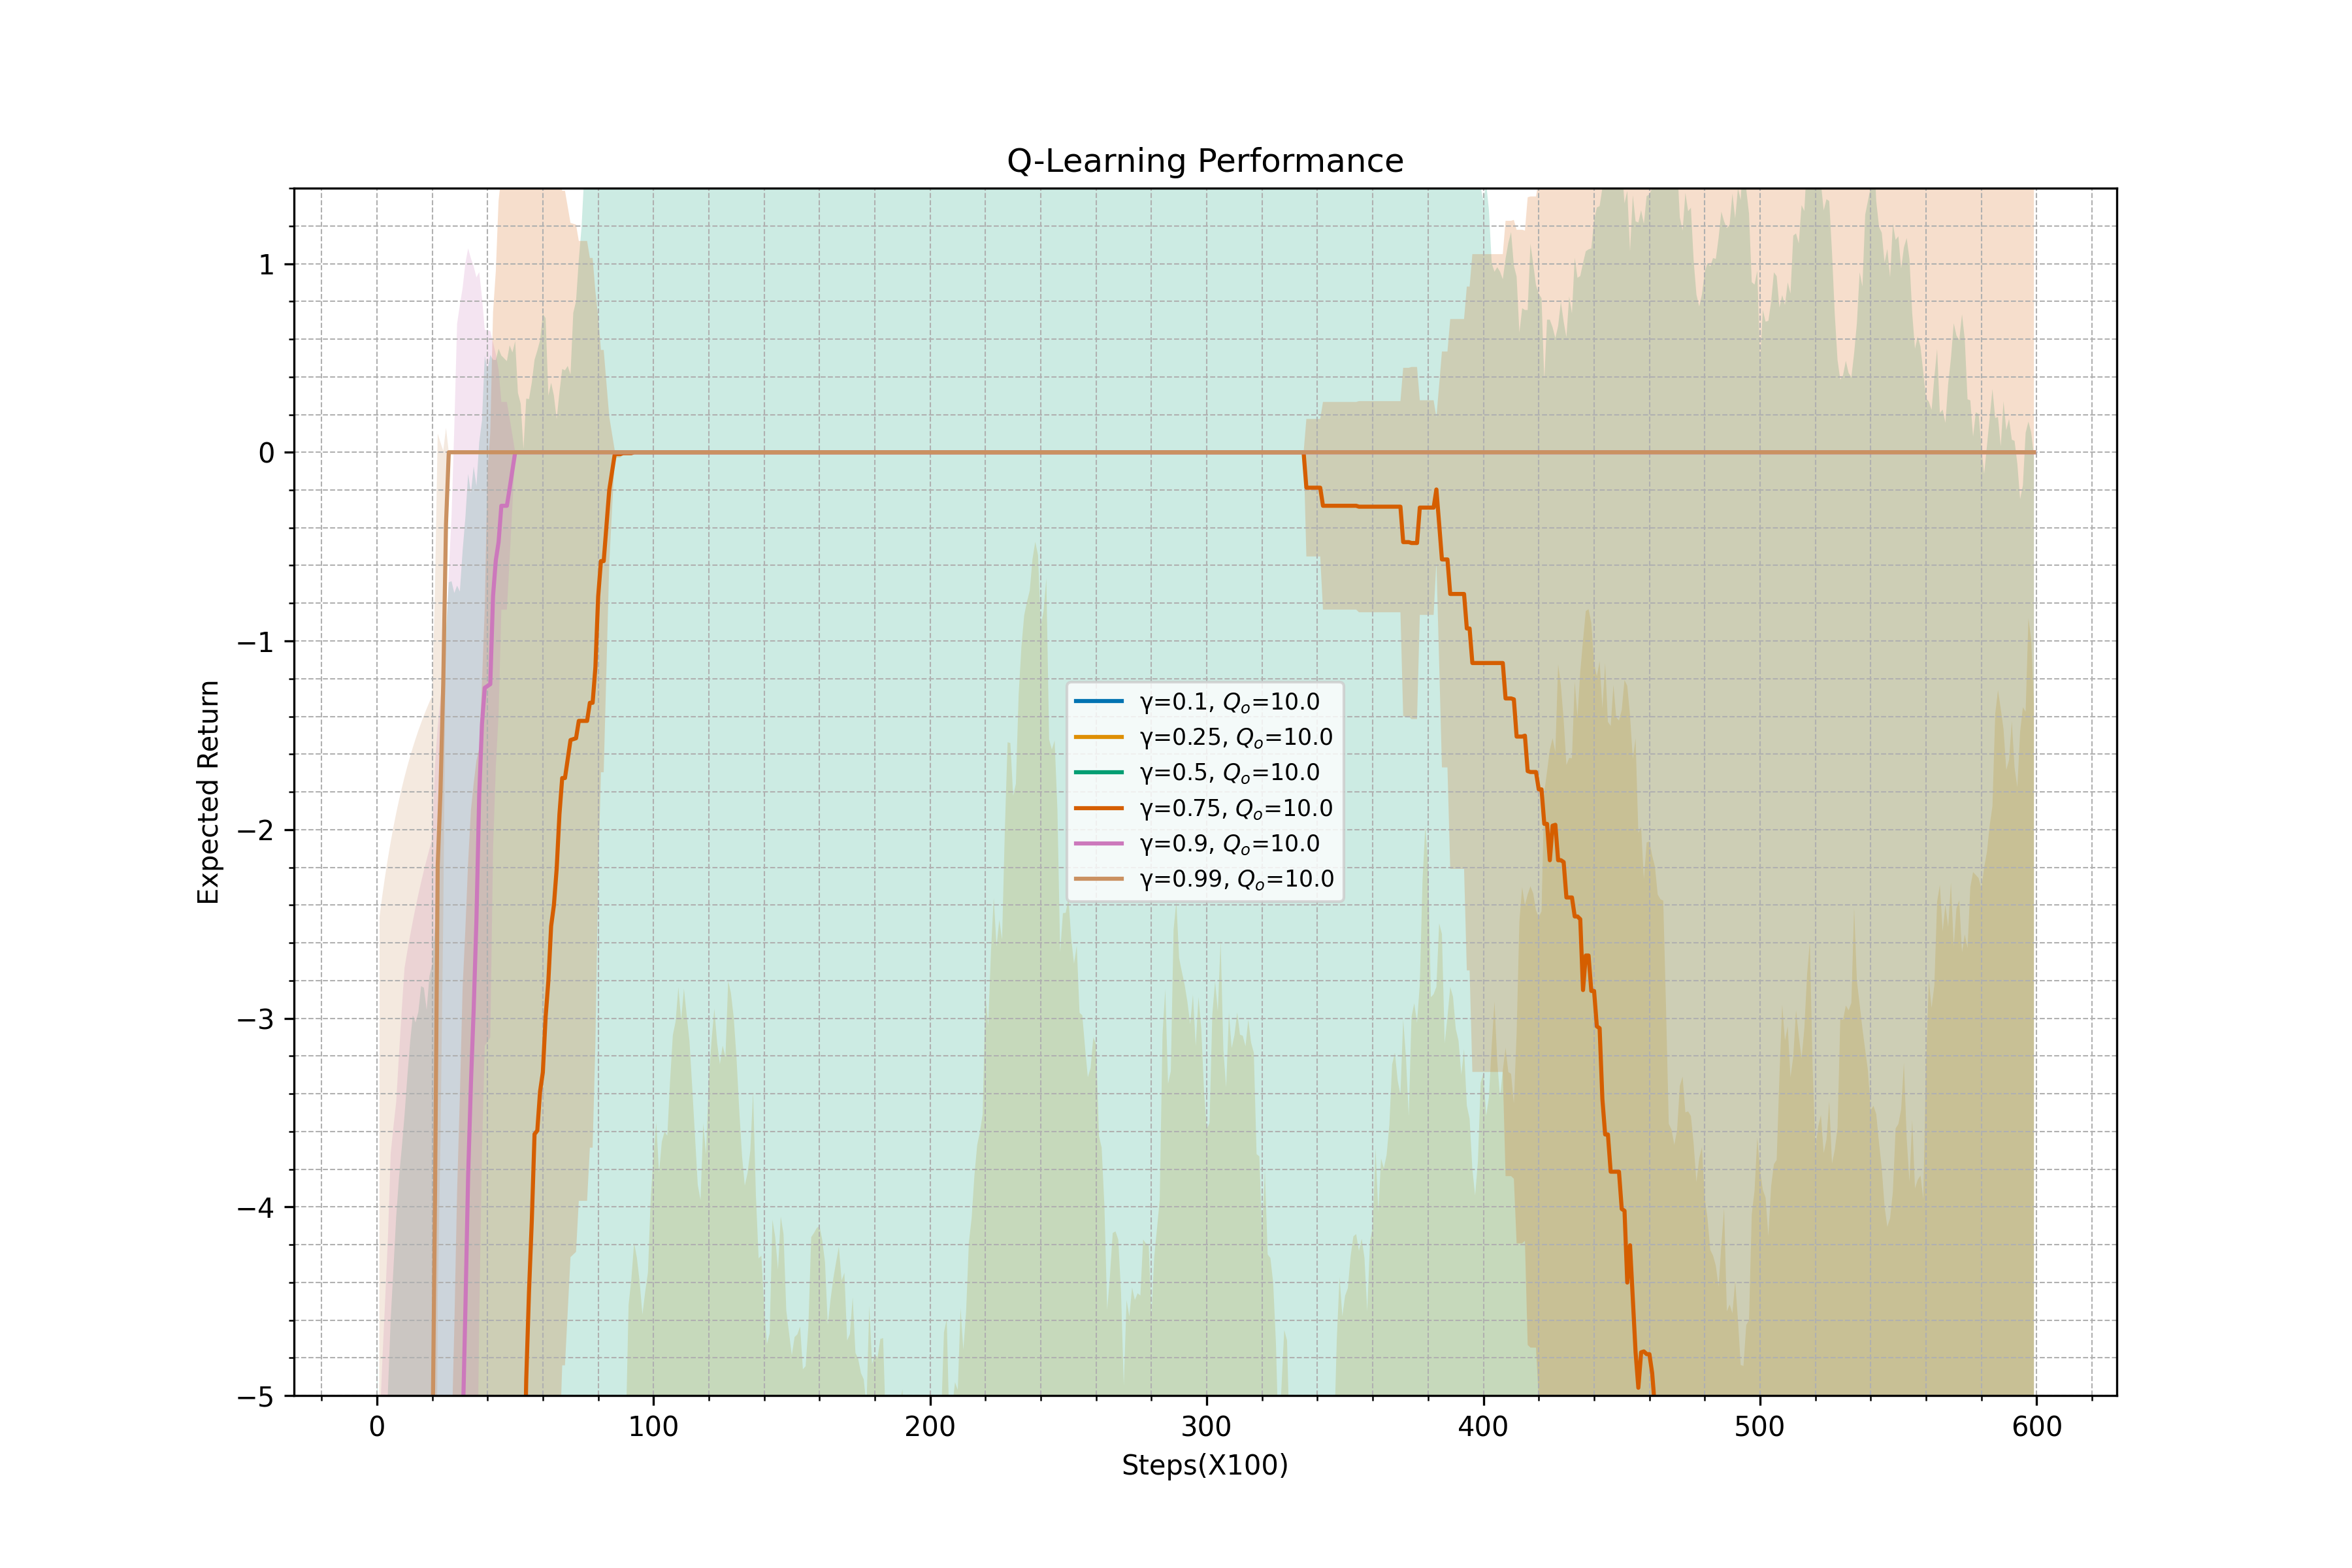 Q-Learning Performance
Expected Return
1
0
−1
−2
−3
−4
−5
γ=0.1, Qo=10.0
γ=0.25, Qo=10.0
γ=0.5, Qo=10.0
γ=0.75, Qo=10.0
γ=0.9, Qo=10.0
γ=0.99, Qo=10.0
0 100 200 300 400 500 600
Steps(X100)